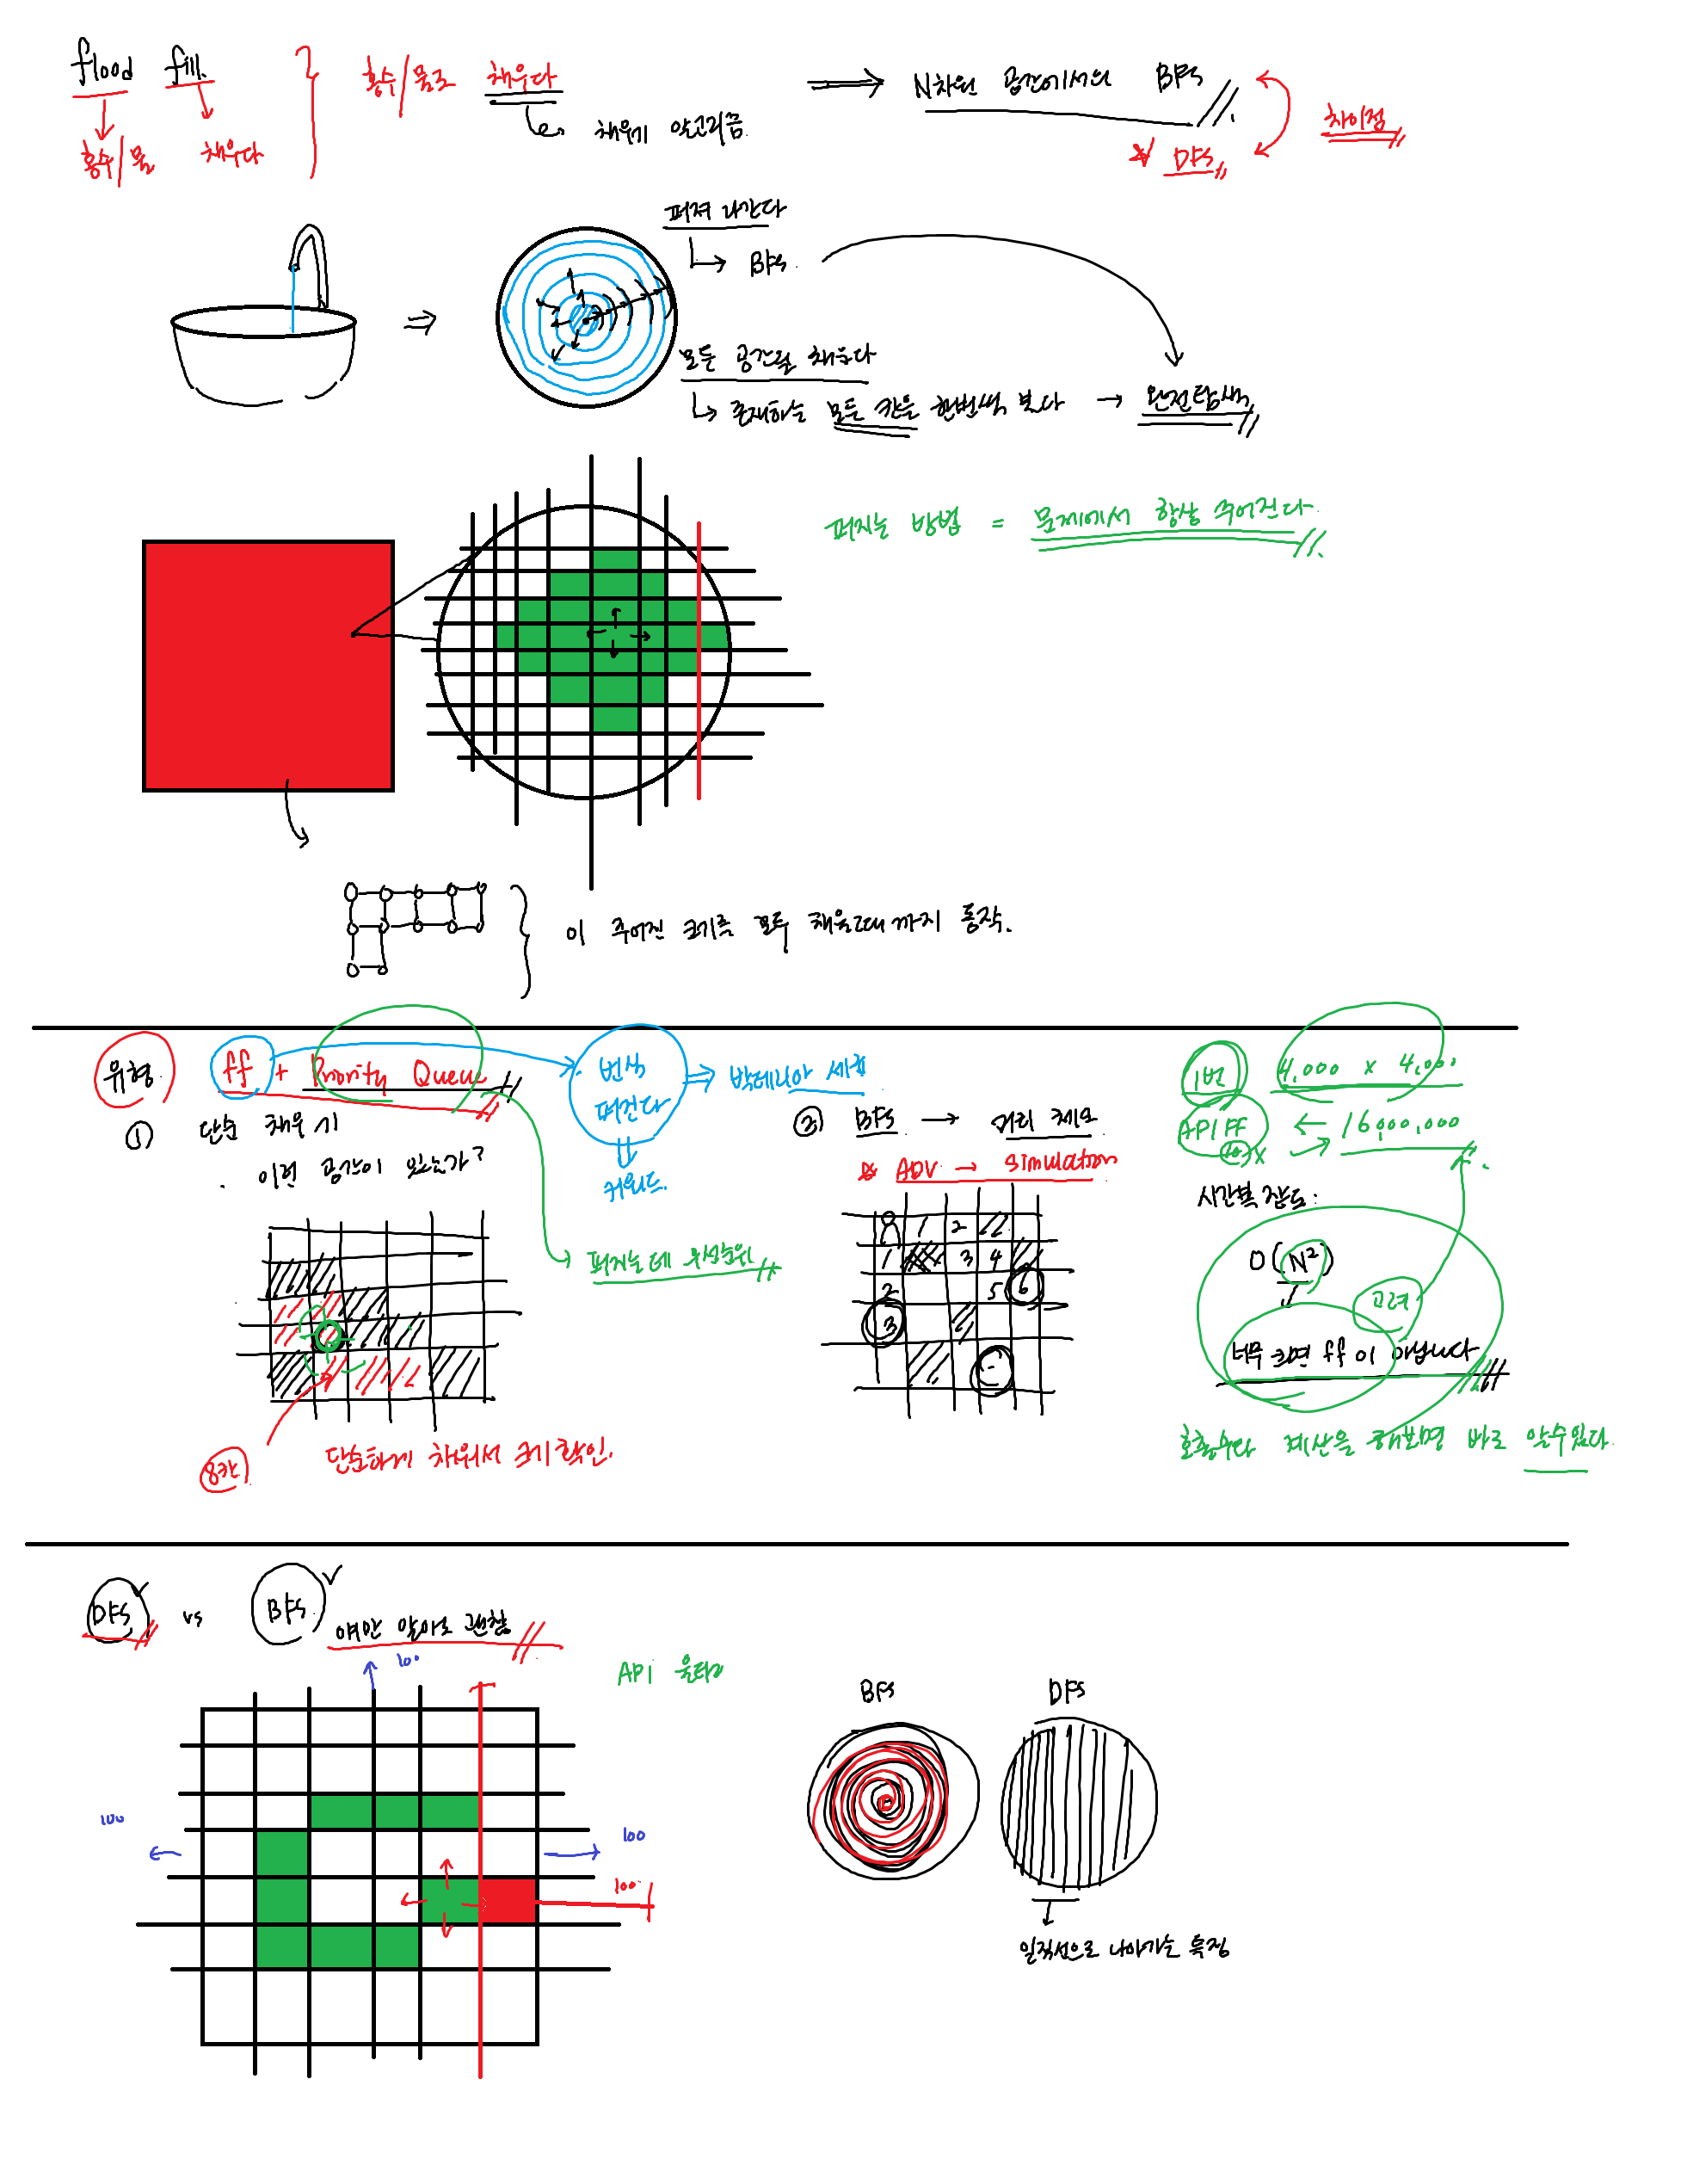 flood fill.
홍수/물
채우다
홍수/물로 채우다
채우기 알고리즘
N차원 공간에서의 BFS
DFS
차이점
퍼져 나간다
BFS
모든 공간을 채운다
존재하는 모든 칸을 한번씩 본다
완전탐색
퍼지는 방법 = 문제에서 항상 주어진다.
이 주어진 크기를 모두 채울때까지 동작.
유형
ff + Priority Queue
번식
퍼진다
박테리아
키워드.
① 단순 채우기
이런 공간이 있는가?
퍼지는데 우선순위
8칸
단순하게 채워서 크기 확인.
② BFS → 거리 체크
ADV → simulation
1 2
1 3 4
2 5 6
3
1번
4,000 x 4,000
API FF ← 16,000,000
x
시간복잡도:
O(N²)
고려
너무 크면 ff이 아닙니다
계산을 해보면 바로 알수있다.
DFS vs BFS
얘만 알아도 괜찮
100
API
100
100
100
BFS
DFS
일직선으로 나아가는 특징